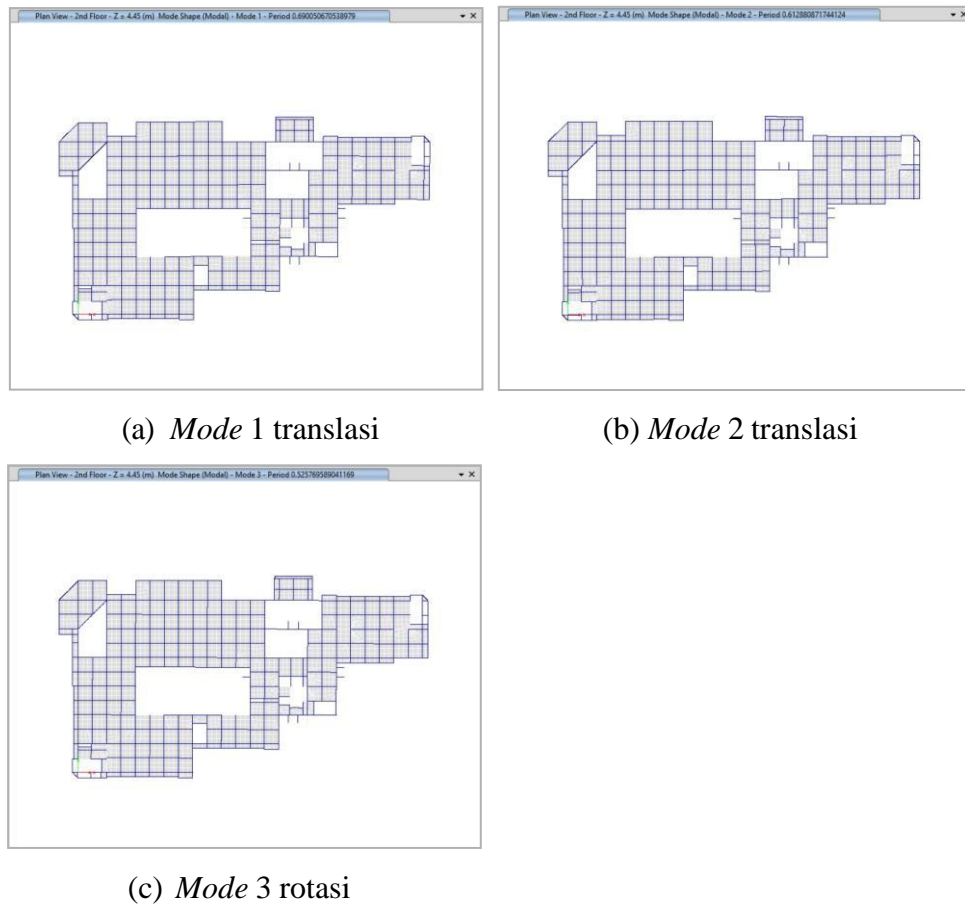 Plan View - 2nd Floor - Z = 4.45 (m) Mode Shape (Modal) - Mode 1 - Period 0.690050670538979
Plan View - 2nd Floor - Z = 4.45 (m) Mode Shape (Modal) - Mode 2 - Period 0.612880871744124
(a) Mode 1 translasi
(b) Mode 2 translasi
Plan View - 2nd Floor - Z = 4.45 (m) Mode Shape (Modal) - Mode 3 - Period 0.525769589041169
(c) Mode 3 rotasi